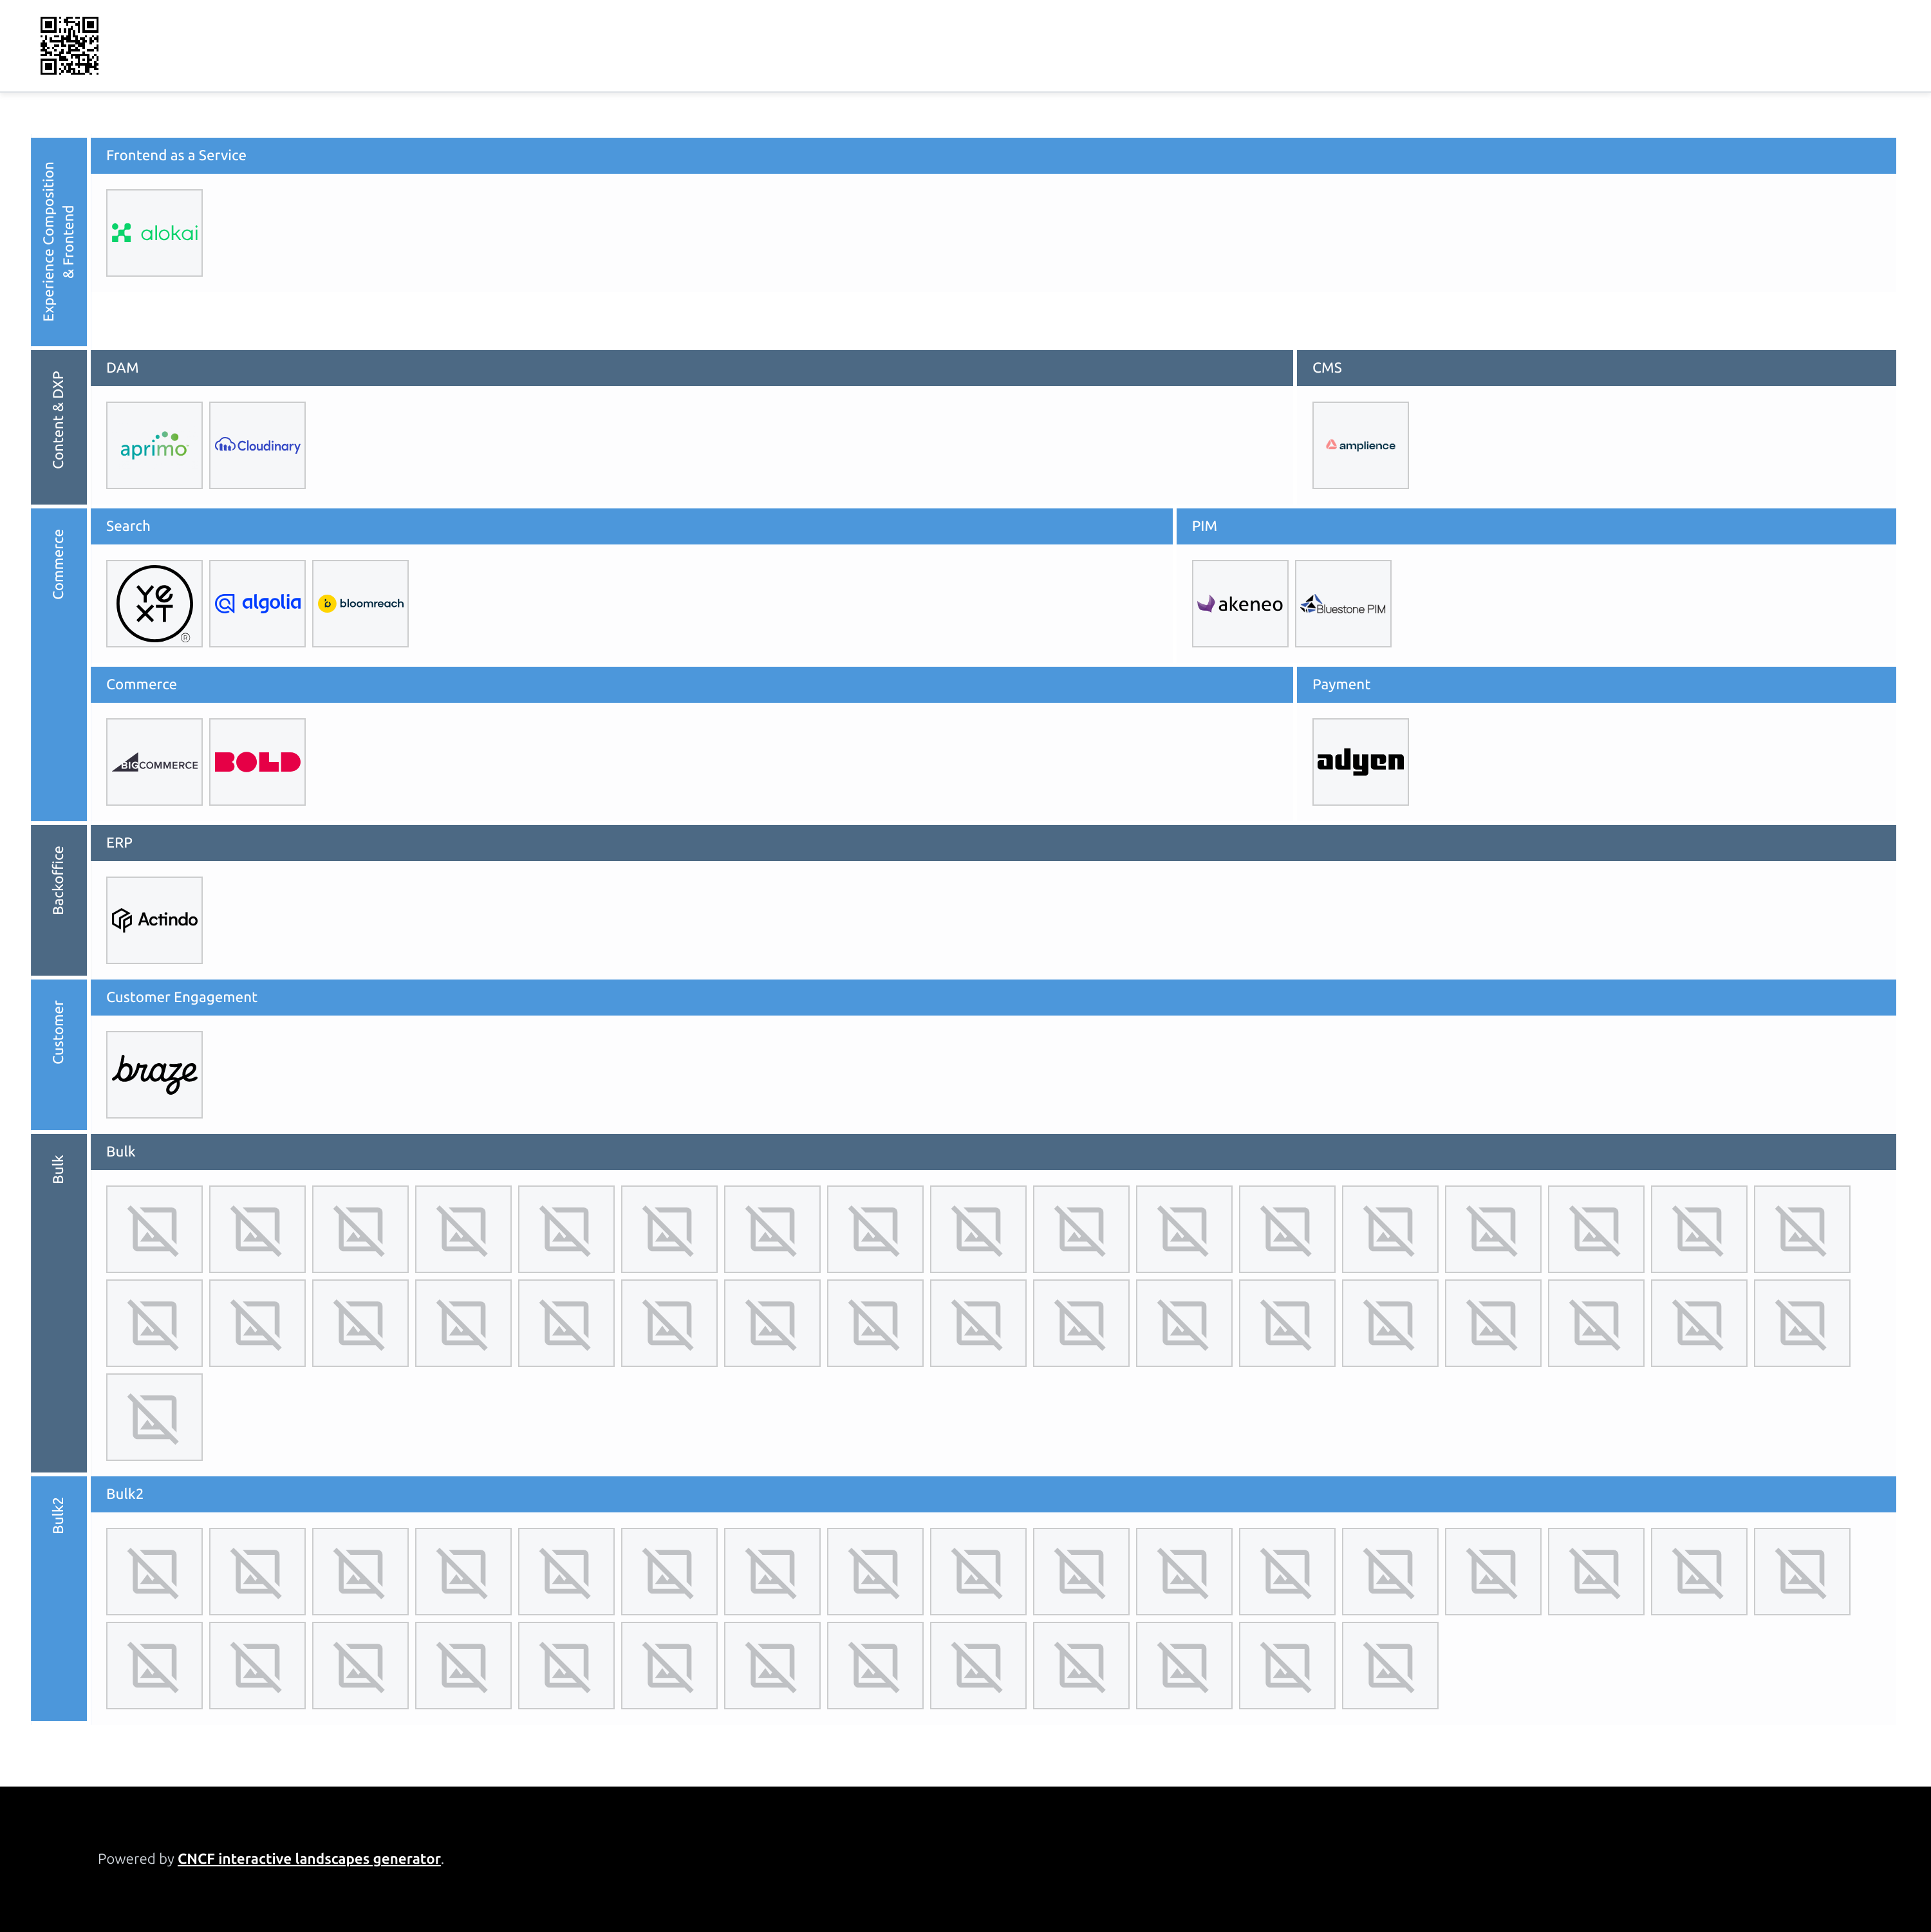 Experience Composition
& Frontend
Frontend as a Service
alokai
Content & DXP
DAM
aprimo
Cloudinary
CMS
amplience
Commerce
Search
YEXT ®
algolia
bloomreach
PIM
akeneo
Bluestone PIM
Commerce
BIGCOMMERCE
BOLD
Payment
adyen
Backoffice
ERP
Actindo
Customer
Customer Engagement
braze
Bulk
Bulk
Bulk2
Bulk2
Powered by CNCF interactive landscapes generator.